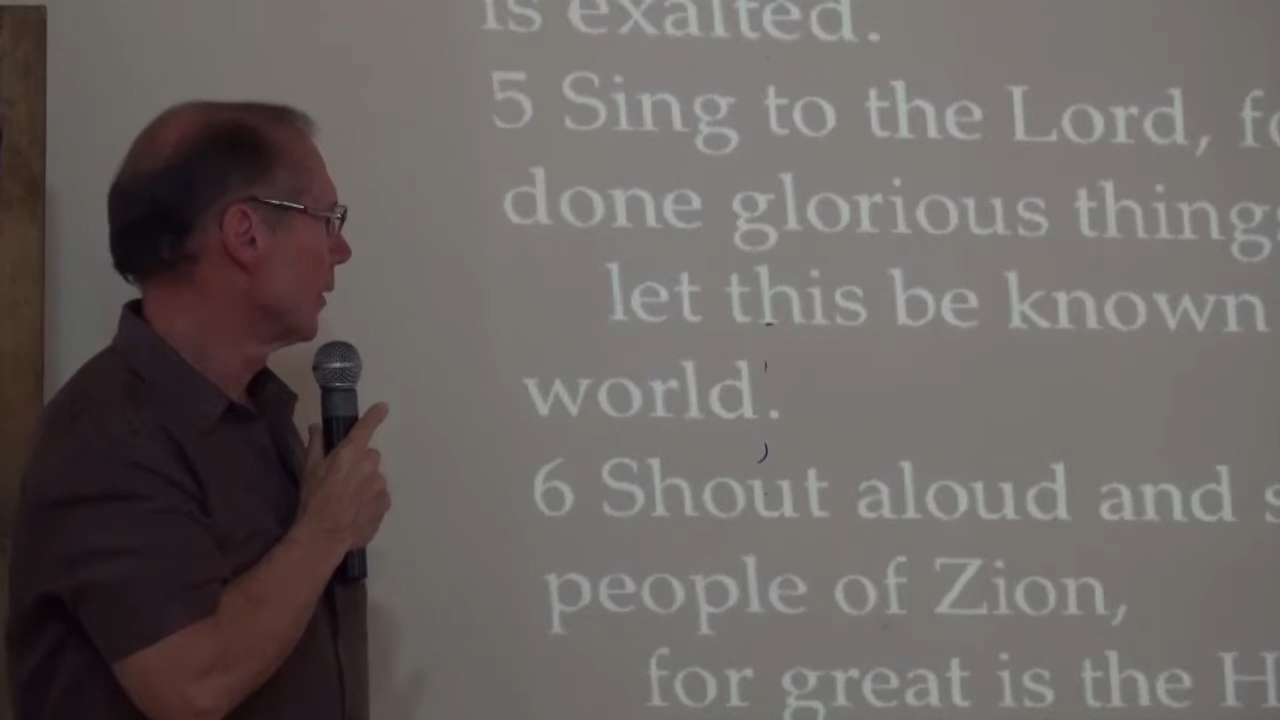 is exalted.
5 Sing to the Lord, fo
done glorious things
let this be known
world.
6 Shout aloud and s
people of Zion,
for great is the H